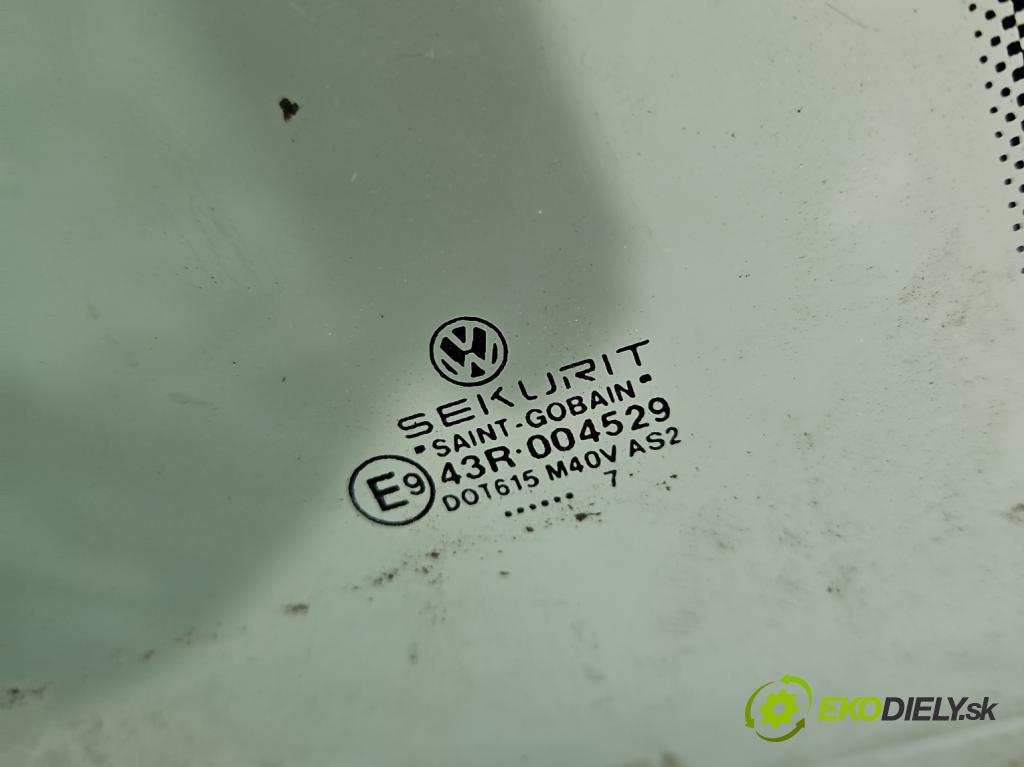 SEKURIT
SAINT-GOBAIN
E9 43R·004529
DOT615 M40V AS2
...... 7
EKODIELY.sk